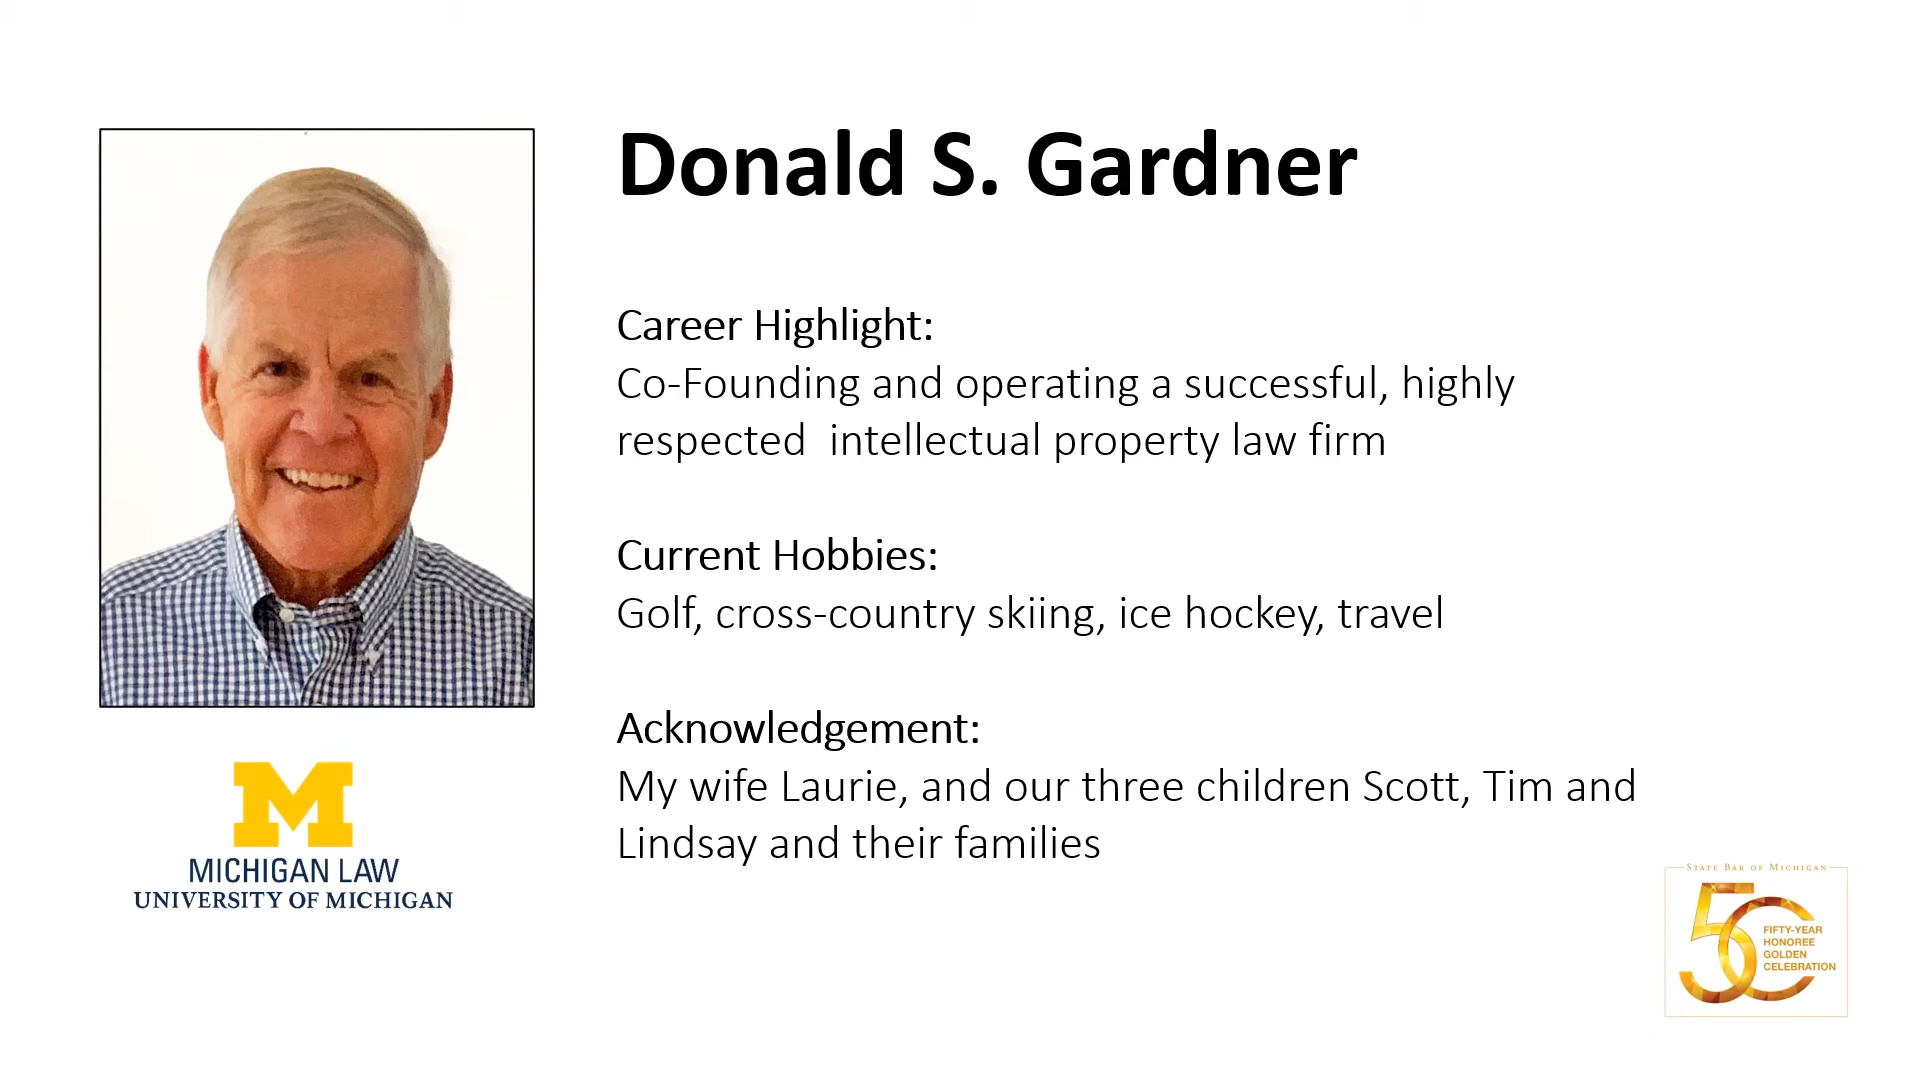 Donald S. Gardner
Career Highlight:
Co-Founding and operating a successful, highly
respected  intellectual property law firm
Current Hobbies:
Golf, cross-country skiing, ice hockey, travel
Acknowledgement:
My wife Laurie, and our three children Scott, Tim and
Lindsay and their families
M
MICHIGAN LAW
UNIVERSITY OF MICHIGAN
STATE BAR OF MICHIGAN
50
FIFTY-YEAR
HONOREE
GOLDEN
CELEBRATION